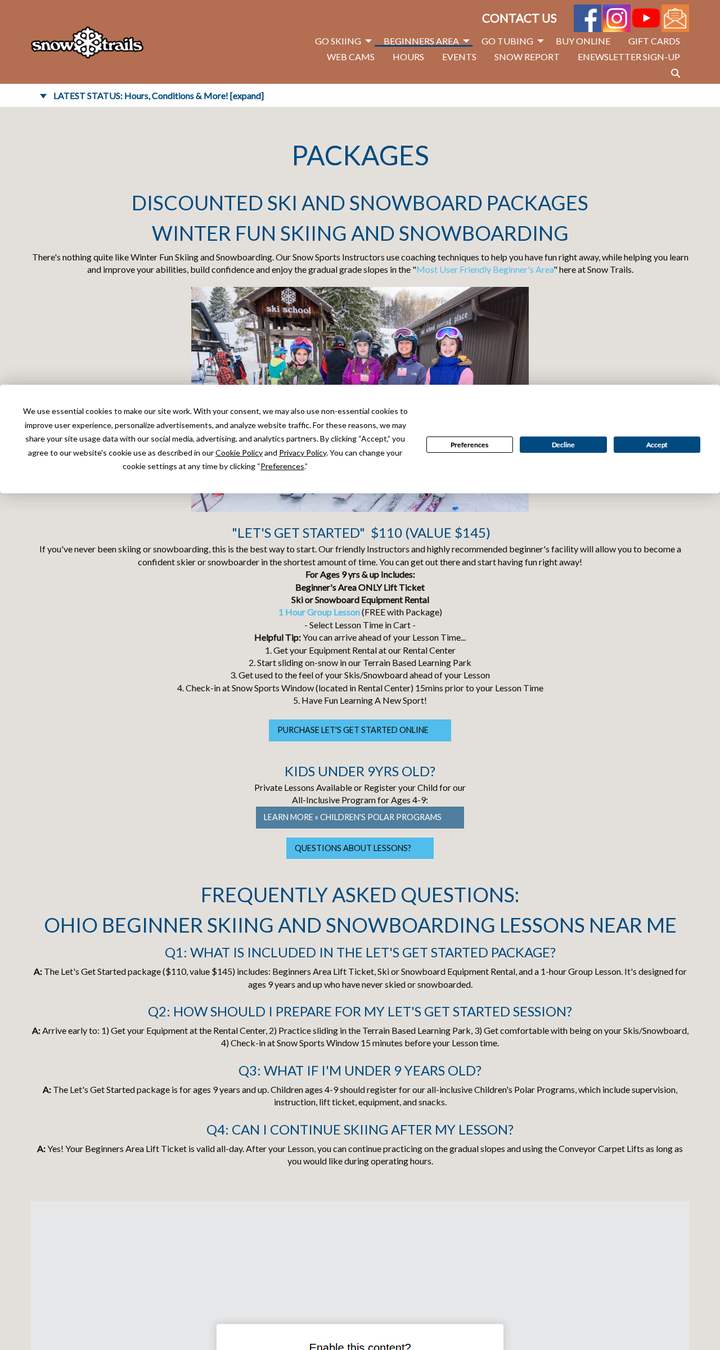 CONTACT US
snow trails
GO SKIING
BEGINNERS AREA
GO TUBING
BUY ONLINE
GIFT CARDS
WEB CAMS
HOURS
EVENTS
SNOW REPORT
ENEWSLETTER SIGN-UP
LATEST STATUS: Hours, Conditions & More! [expand]
PACKAGES
DISCOUNTED SKI AND SNOWBOARD PACKAGES
WINTER FUN SKIING AND SNOWBOARDING
There's nothing quite like Winter Fun Skiing and Snowboarding. Our Snow Sports Instructors use coaching techniques to help you have fun right away, while helping you learn
and improve your abilities, build confidence and enjoy the gradual grade slopes in the "Most User Friendly Beginner's Area" here at Snow Trails.
ski school
We use essential cookies to make our site work. With your consent, we may also use non-essential cookies to
improve user experience, personalize advertisements, and analyze website traffic. For these reasons, we may
share your site usage data with our social media, advertising, and analytics partners. By clicking "Accept," you
agree to our website's cookie use as described in our Cookie Policy and Privacy Policy. You can change your
cookie settings at any time by clicking "Preferences."
Preferences
Decline
Accept
"LET'S GET STARTED" $110 (VALUE $145)
If you've never been skiing or snowboarding, this is the best way to start. Our friendly Instructors and highly recommended beginner's facility will allow you to become a
confident skier or snowboarder in the shortest amount of time. You can get out there and start having fun right away!
For Ages 9 yrs & up Includes:
Beginner's Area ONLY Lift Ticket
Ski or Snowboard Equipment Rental
1 Hour Group Lesson (FREE with Package)
- Select Lesson Time in Cart -
Helpful Tip: You can arrive ahead of your Lesson Time...
1. Get your Equipment Rental at our Rental Center
2. Start sliding on-snow in our Terrain Based Learning Park
3. Get used to the feel of your Skis/Snowboard ahead of your Lesson
4. Check-in at Snow Sports Window (located in Rental Center) 15mins prior to your Lesson Time
5. Have Fun Learning A New Sport!
PURCHASE LET'S GET STARTED ONLINE
KIDS UNDER 9YRS OLD?
Private Lessons Available or Register your Child for our
All-Inclusive Program for Ages 4-9:
LEARN MORE » CHILDREN'S POLAR PROGRAMS
QUESTIONS ABOUT LESSONS?
FREQUENTLY ASKED QUESTIONS:
OHIO BEGINNER SKIING AND SNOWBOARDING LESSONS NEAR ME
Q1: WHAT IS INCLUDED IN THE LET'S GET STARTED PACKAGE?
A: The Let's Get Started package ($110, value $145) includes: Beginners Area Lift Ticket, Ski or Snowboard Equipment Rental, and a 1-hour Group Lesson. It's designed for
ages 9 years and up who have never skied or snowboarded.
Q2: HOW SHOULD I PREPARE FOR MY LET'S GET STARTED SESSION?
A: Arrive early to: 1) Get your Equipment at the Rental Center, 2) Practice sliding in the Terrain Based Learning Park, 3) Get comfortable with being on your Skis/Snowboard,
4) Check-in at Snow Sports Window 15 minutes before your Lesson time.
Q3: WHAT IF I'M UNDER 9 YEARS OLD?
A: The Let's Get Started package is for ages 9 years and up. Children ages 4-9 should register for our all-inclusive Children's Polar Programs, which include supervision,
instruction, lift ticket, equipment, and snacks.
Q4: CAN I CONTINUE SKIING AFTER MY LESSON?
A: Yes! Your Beginners Area Lift Ticket is valid all-day. After your Lesson, you can continue practicing on the gradual slopes and using the Conveyor Carpet Lifts as long as
you would like during operating hours.
Enable this content?